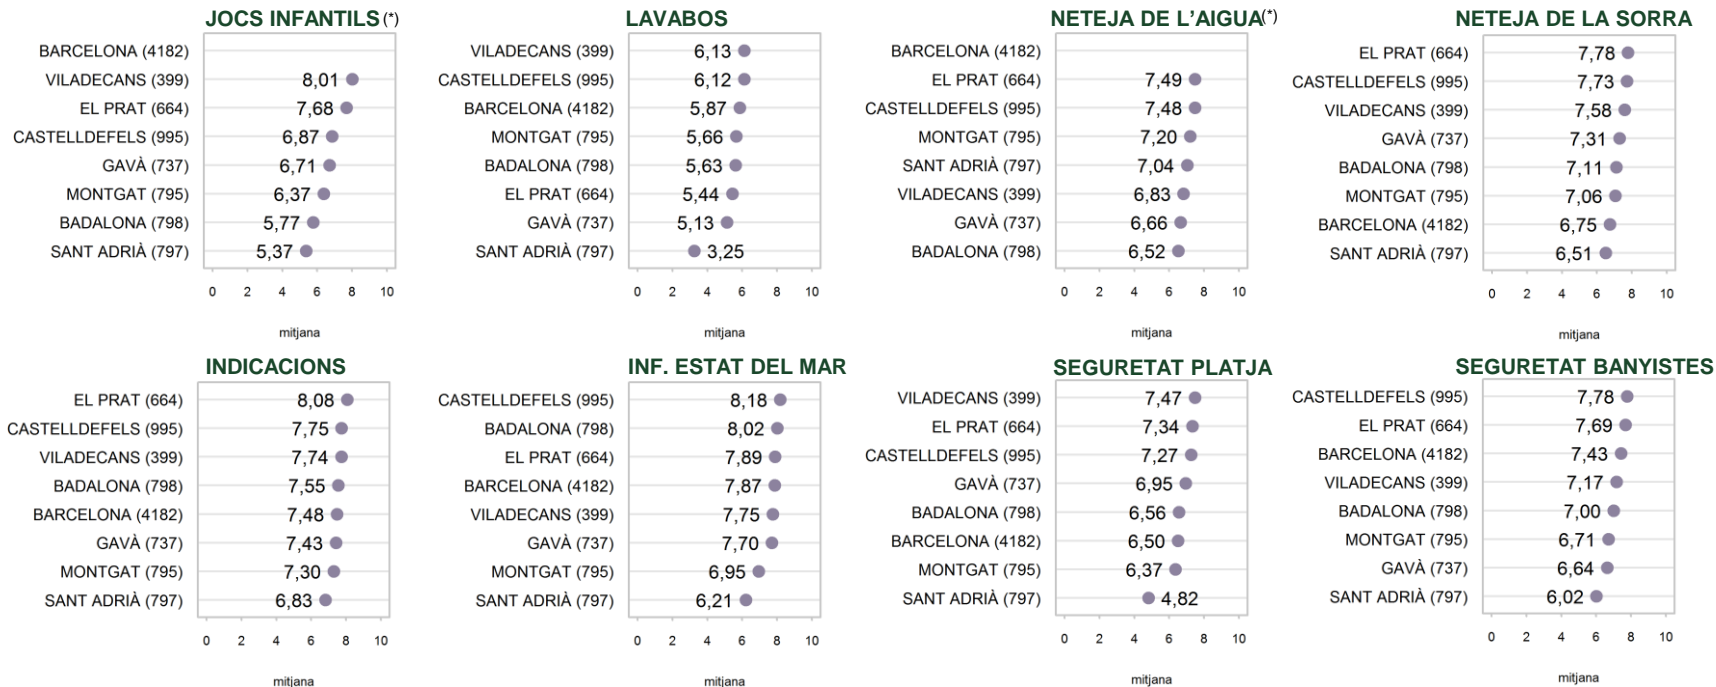 JOCS INFANTILS (*)
BARCELONA (4182)
VILADECANS (399) 8,01
EL PRAT (664) 7,68
CASTELLDEFELS (995) 6,87
GAVÀ (737) 6,71
MONTGAT (795) 6,37
BADALONA (798) 5,77
SANT ADRIÀ (797) 5,37
0 2 4 6 8 10
mitjana
LAVABOS
VILADECANS (399) 6,13
CASTELLDEFELS (995) 6,12
BARCELONA (4182) 5,87
MONTGAT (795) 5,66
BADALONA (798) 5,63
EL PRAT (664) 5,44
GAVÀ (737) 5,13
SANT ADRIÀ (797) 3,25
0 2 4 6 8 10
mitjana
NETEJA DE L'AIGUA(*)
BARCELONA (4182)
EL PRAT (664) 7,49
CASTELLDEFELS (995) 7,48
MONTGAT (795) 7,20
SANT ADRIÀ (797) 7,04
VILADECANS (399) 6,83
GAVÀ (737) 6,66
BADALONA (798) 6,52
0 2 4 6 8 10
mitjana
NETEJA DE LA SORRA
EL PRAT (664) 7,78
CASTELLDEFELS (995) 7,73
VILADECANS (399) 7,58
GAVÀ (737) 7,31
BADALONA (798) 7,11
MONTGAT (795) 7,06
BARCELONA (4182) 6,75
SANT ADRIÀ (797) 6,51
0 2 4 6 8 10
mitjana
INDICACIONS
EL PRAT (664) 8,08
CASTELLDEFELS (995) 7,75
VILADECANS (399) 7,74
BADALONA (798) 7,55
BARCELONA (4182) 7,48
GAVÀ (737) 7,43
MONTGAT (795) 7,30
SANT ADRIÀ (797) 6,83
0 2 4 6 8 10
mitjana
INF. ESTAT DEL MAR
CASTELLDEFELS (995) 8,18
BADALONA (798) 8,02
EL PRAT (664) 7,89
BARCELONA (4182) 7,87
VILADECANS (399) 7,75
GAVÀ (737) 7,70
MONTGAT (795) 6,95
SANT ADRIÀ (797) 6,21
0 2 4 6 8 10
mitjana
SEGURETAT PLATJA
VILADECANS (399) 7,47
EL PRAT (664) 7,34
CASTELLDEFELS (995) 7,27
GAVÀ (737) 6,95
BADALONA (798) 6,56
BARCELONA (4182) 6,50
MONTGAT (795) 6,37
SANT ADRIÀ (797) 4,82
0 2 4 6 8 10
mitjana
SEGURETAT BANYISTES
CASTELLDEFELS (995) 7,78
EL PRAT (664) 7,69
BARCELONA (4182) 7,43
VILADECANS (399) 7,17
BADALONA (798) 7,00
MONTGAT (795) 6,71
GAVÀ (737) 6,64
SANT ADRIÀ (797) 6,02
0 2 4 6 8 10
mitjana